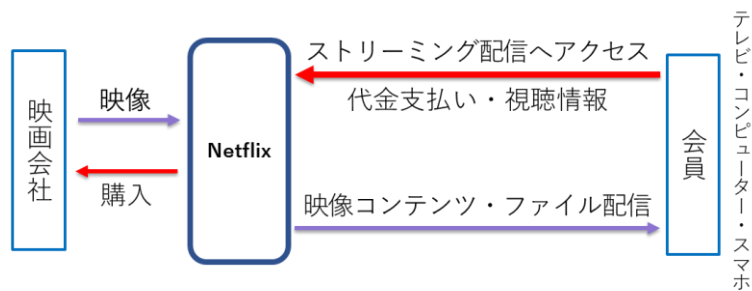 映画会社
映像
購入
Netflix
ストリーミング配信へアクセス
代金支払い・視聴情報
映像コンテンツ・ファイル配信
会員
テレビ・コンピューター・スマホ